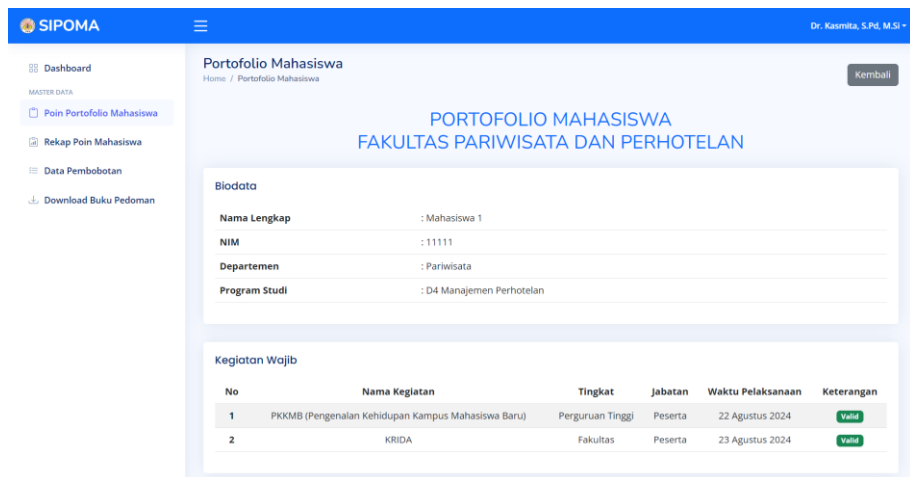 SIPOMA
Dr. Kasmita, S.Pd, M.Si
Dashboard
MASTER DATA
Poin Portofolio Mahasiswa
Rekap Poin Mahasiswa
Data Pembobotan
Download Buku Pedoman
Portofolio Mahasiswa
Home / Portofolio Mahasiswa
Kembali
PORTOFOLIO MAHASISWA
FAKULTAS PARIWISATA DAN PERHOTELAN
Biodata
Nama Lengkap : Mahasiswa 1
NIM : 11111
Departemen : Pariwisata
Program Studi : D4 Manajemen Perhotelan
Kegiatan Wajib
No Nama Kegiatan Tingkat Jabatan Waktu Pelaksanaan Keterangan
1 PKKMB (Pengenalan Kehidupan Kampus Mahasiswa Baru) Perguruan Tinggi Peserta 22 Agustus 2024 Valid
2 KRIDA Fakultas Peserta 23 Agustus 2024 Valid